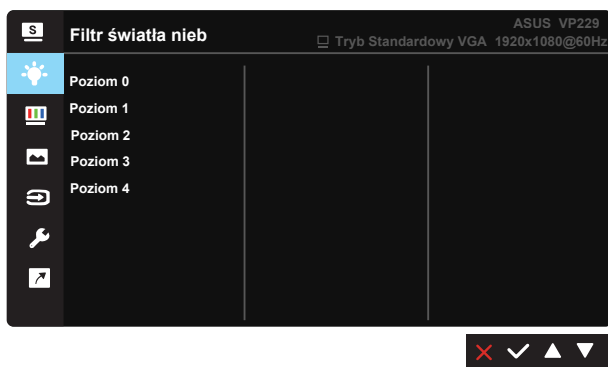 S
Filtr światła nieb
ASUS VP229
Tryb Standardowy VGA 1920x1080@60Hz
Poziom 0
Poziom 1
Poziom 2
Poziom 3
Poziom 4